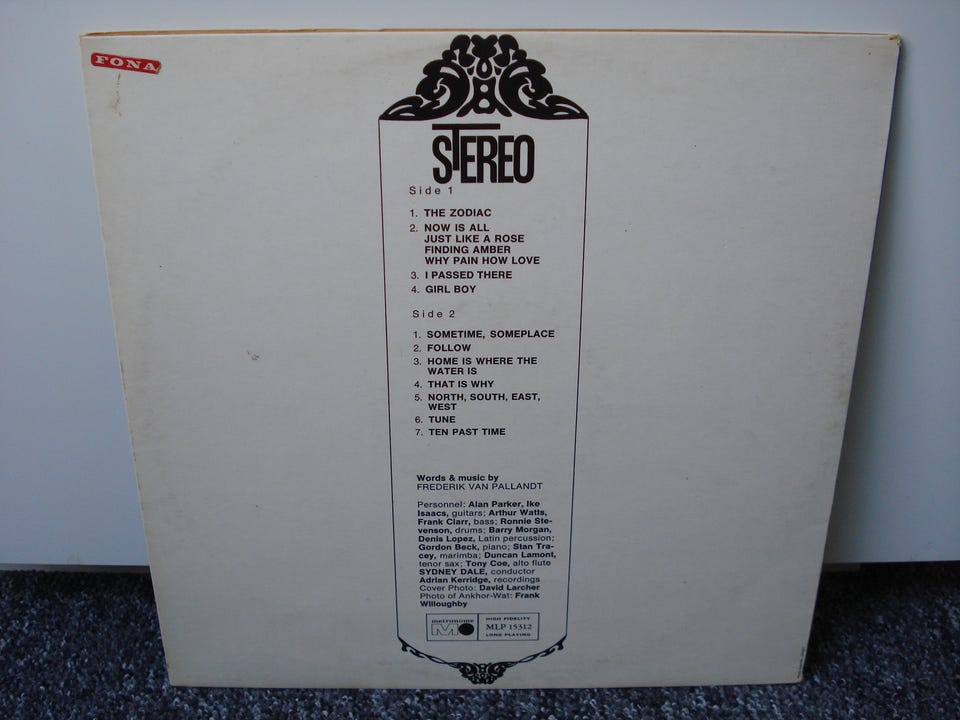 FONA
STEREO
Side 1
1. THE ZODIAC
2. NOW IS ALL
JUST LIKE A ROSE
FINDING AMBER
WHY PAIN HOW LOVE
3. I PASSED THERE
4. GIRL BOY
Side 2
1. SOMETIME, SOMEPLACE
2. FOLLOW
3. HOME IS WHERE THE
WATER IS
4. THAT IS WHY
5. NORTH, SOUTH, EAST,
WEST
6. TUNE
7. TEN PAST TIME
Words & music by
FREDERIK VAN PALLANDT
Personnel: Alan Parker, Ike
Isaacs, guitars; Arthur Watts,
Frank Clarr, bass; Ronnie Ste-
venson, drums; Barry Morgan,
Denis Lopez, Latin percussion;
Gordon Beck, piano; Stan Tra-
cey, marimba; Duncan Lamont,
tenor sax; Tony Coe, alto flute
SYDNEY DALE, conductor
Adrian Kerridge, recordings
Cover Photo: David Larcher
Photo of Ankhor-Wat: Frank
Willoughby
metronome
HIGH FIDELITY
MLP 15312
LONG PLAYING